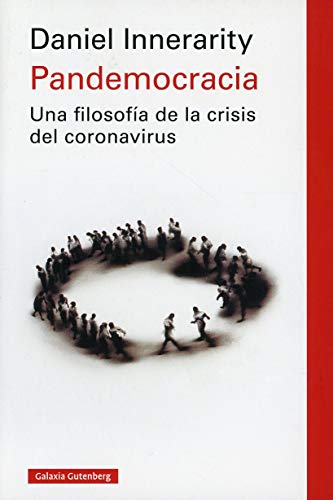 Daniel Innerarity
Pandemocracia
Una filosofía de la crisis
del coronavirus
Galaxia Gutenberg